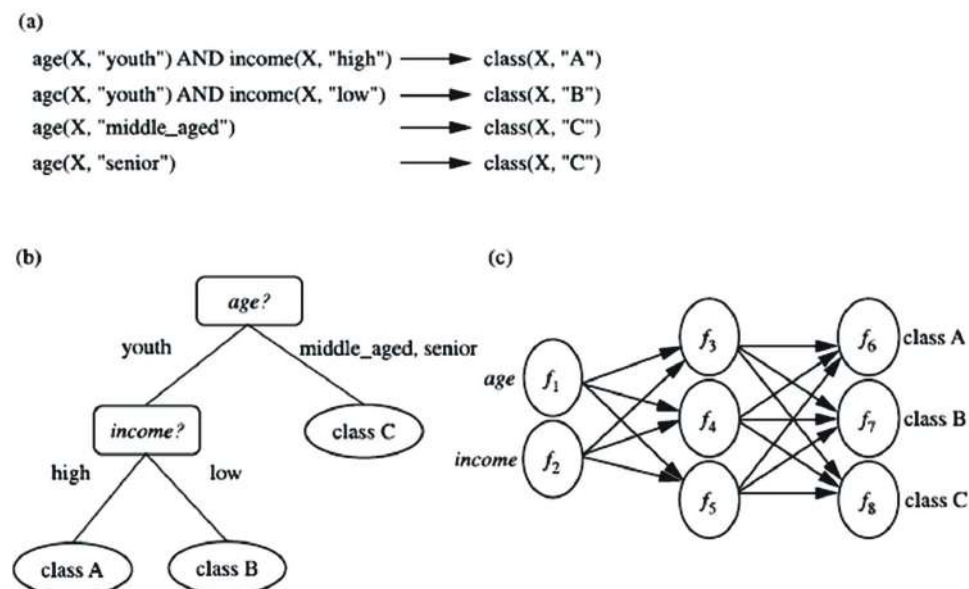 (a)
age(X, "youth") AND income(X, "high") class(X, "A")
age(X, "youth") AND income(X, "low") class(X, "B")
age(X, "middle_aged") class(X, "C")
age(X, "senior") class(X, "C")
(b)
age?
youth
middle_aged, senior
income?
class C
high
low
class A
class B
(c)
age
income
f1
f2
f3
f4
f5
f6
f7
f8
class A
class B
class C